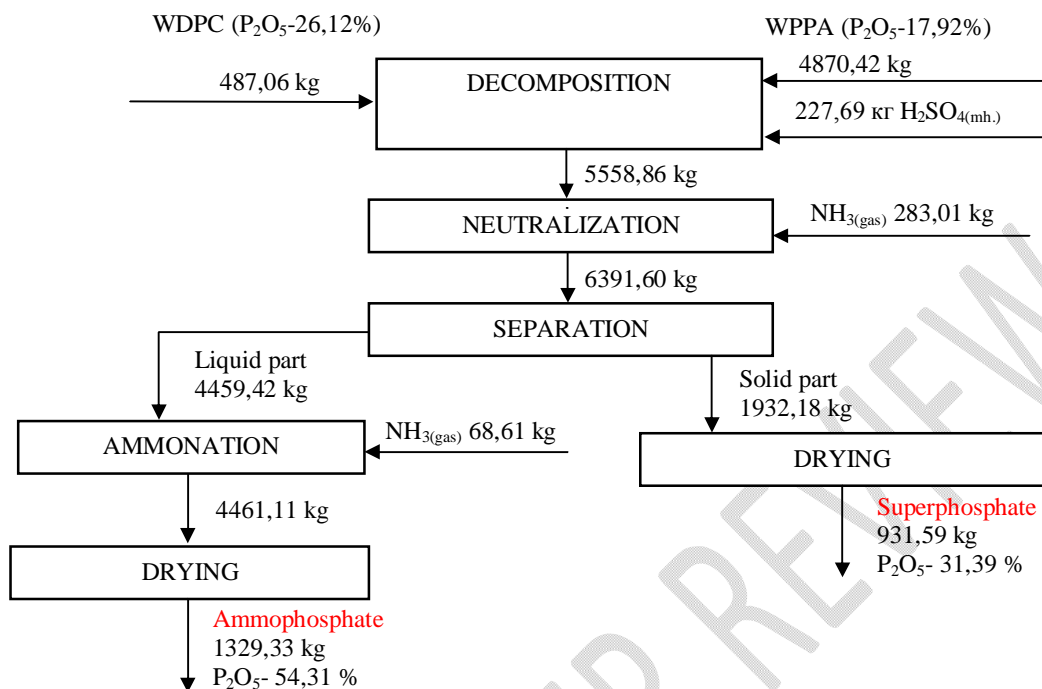 WDPC (P₂O₅-26,12%)
WPPA (P₂O₅-17,92%)
487,06 kg
DECOMPOSITION
4870,42 kg
227,69 кг H₂SO₄(mh.)
5558,86 kg
NEUTRALIZATION
NH₃(gas) 283,01 kg
6391,60 kg
SEPARATION
Liquid part
4459,42 kg
Solid part
1932,18 kg
AMMONATION
NH₃(gas) 68,61 kg
DRYING
4461,11 kg
Superphosphate
931,59 kg
P₂O₅- 31,39 %
DRYING
Ammophosphate
1329,33 kg
P₂O₅- 54,31 %
REVIEW